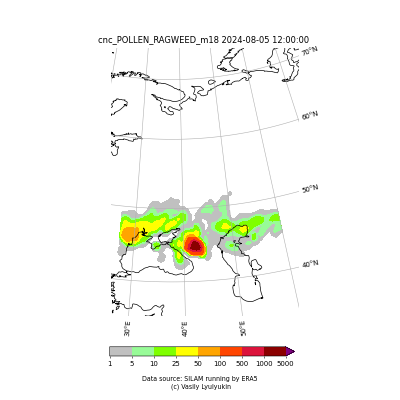 cnc_POLLEN_RAGWEED_m18 2024-08-05 12:00:00
70°N
60°N
50°N
40°N
30°E 40°E 50°E
1 5 10 25 50 100 500 1000 5000
Data source: SILAM running by ERA5
(c) Vasily Lyulyukin